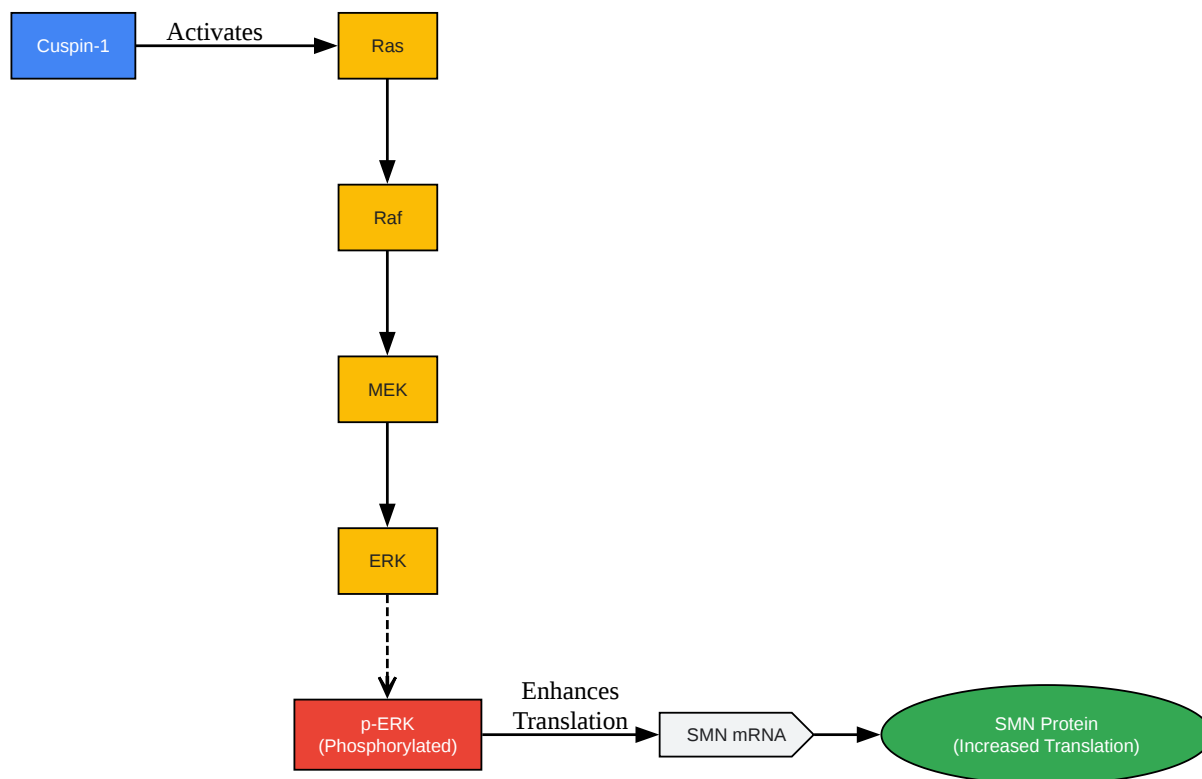 Cuspin-1
Activates
Ras
Raf
MEK
ERK
p-ERK
(Phosphorylated)
Enhances
Translation
SMN mRNA
SMN Protein
(Increased Translation)